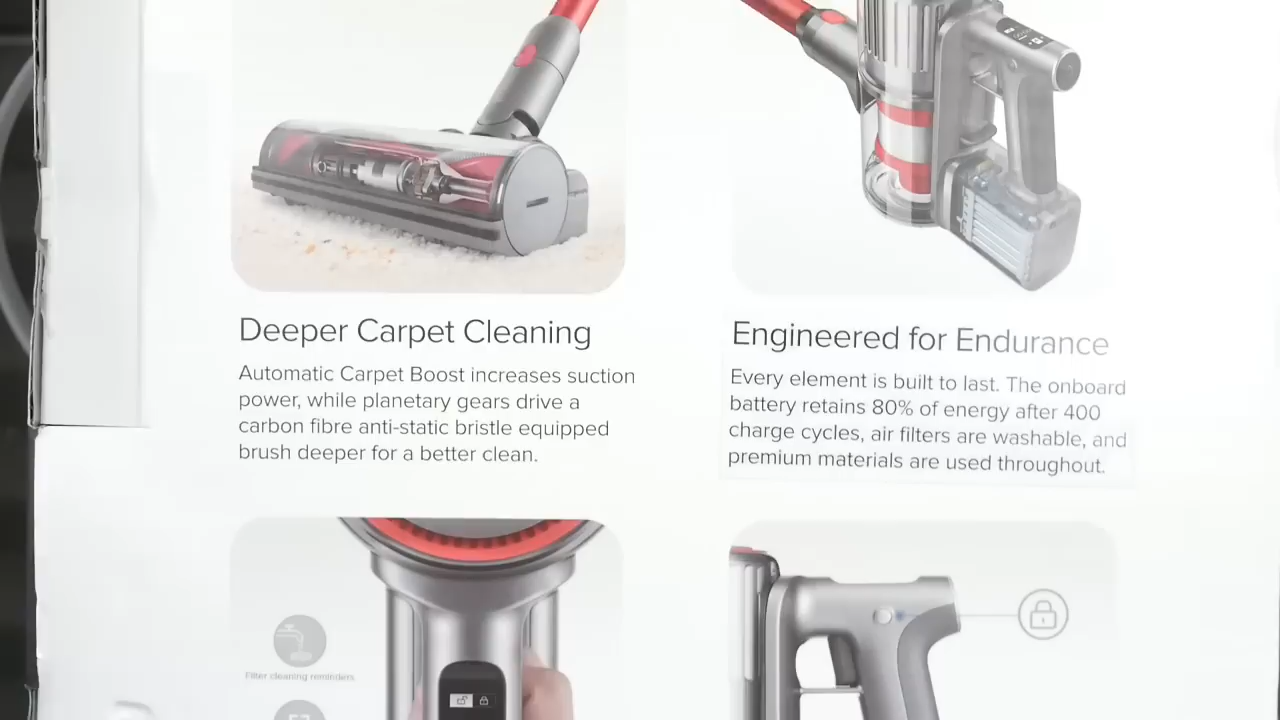 Deeper Carpet Cleaning
Automatic Carpet Boost increases suction
power, while planetary gears drive a
carbon fibre anti-static bristle equipped
brush deeper for a better clean.
Engineered for Endurance
Every element is built to last. The onboard
battery retains 80% of energy after 400
charge cycles, air filters are washable, and
premium materials are used throughout.
Filter cleaning reminders